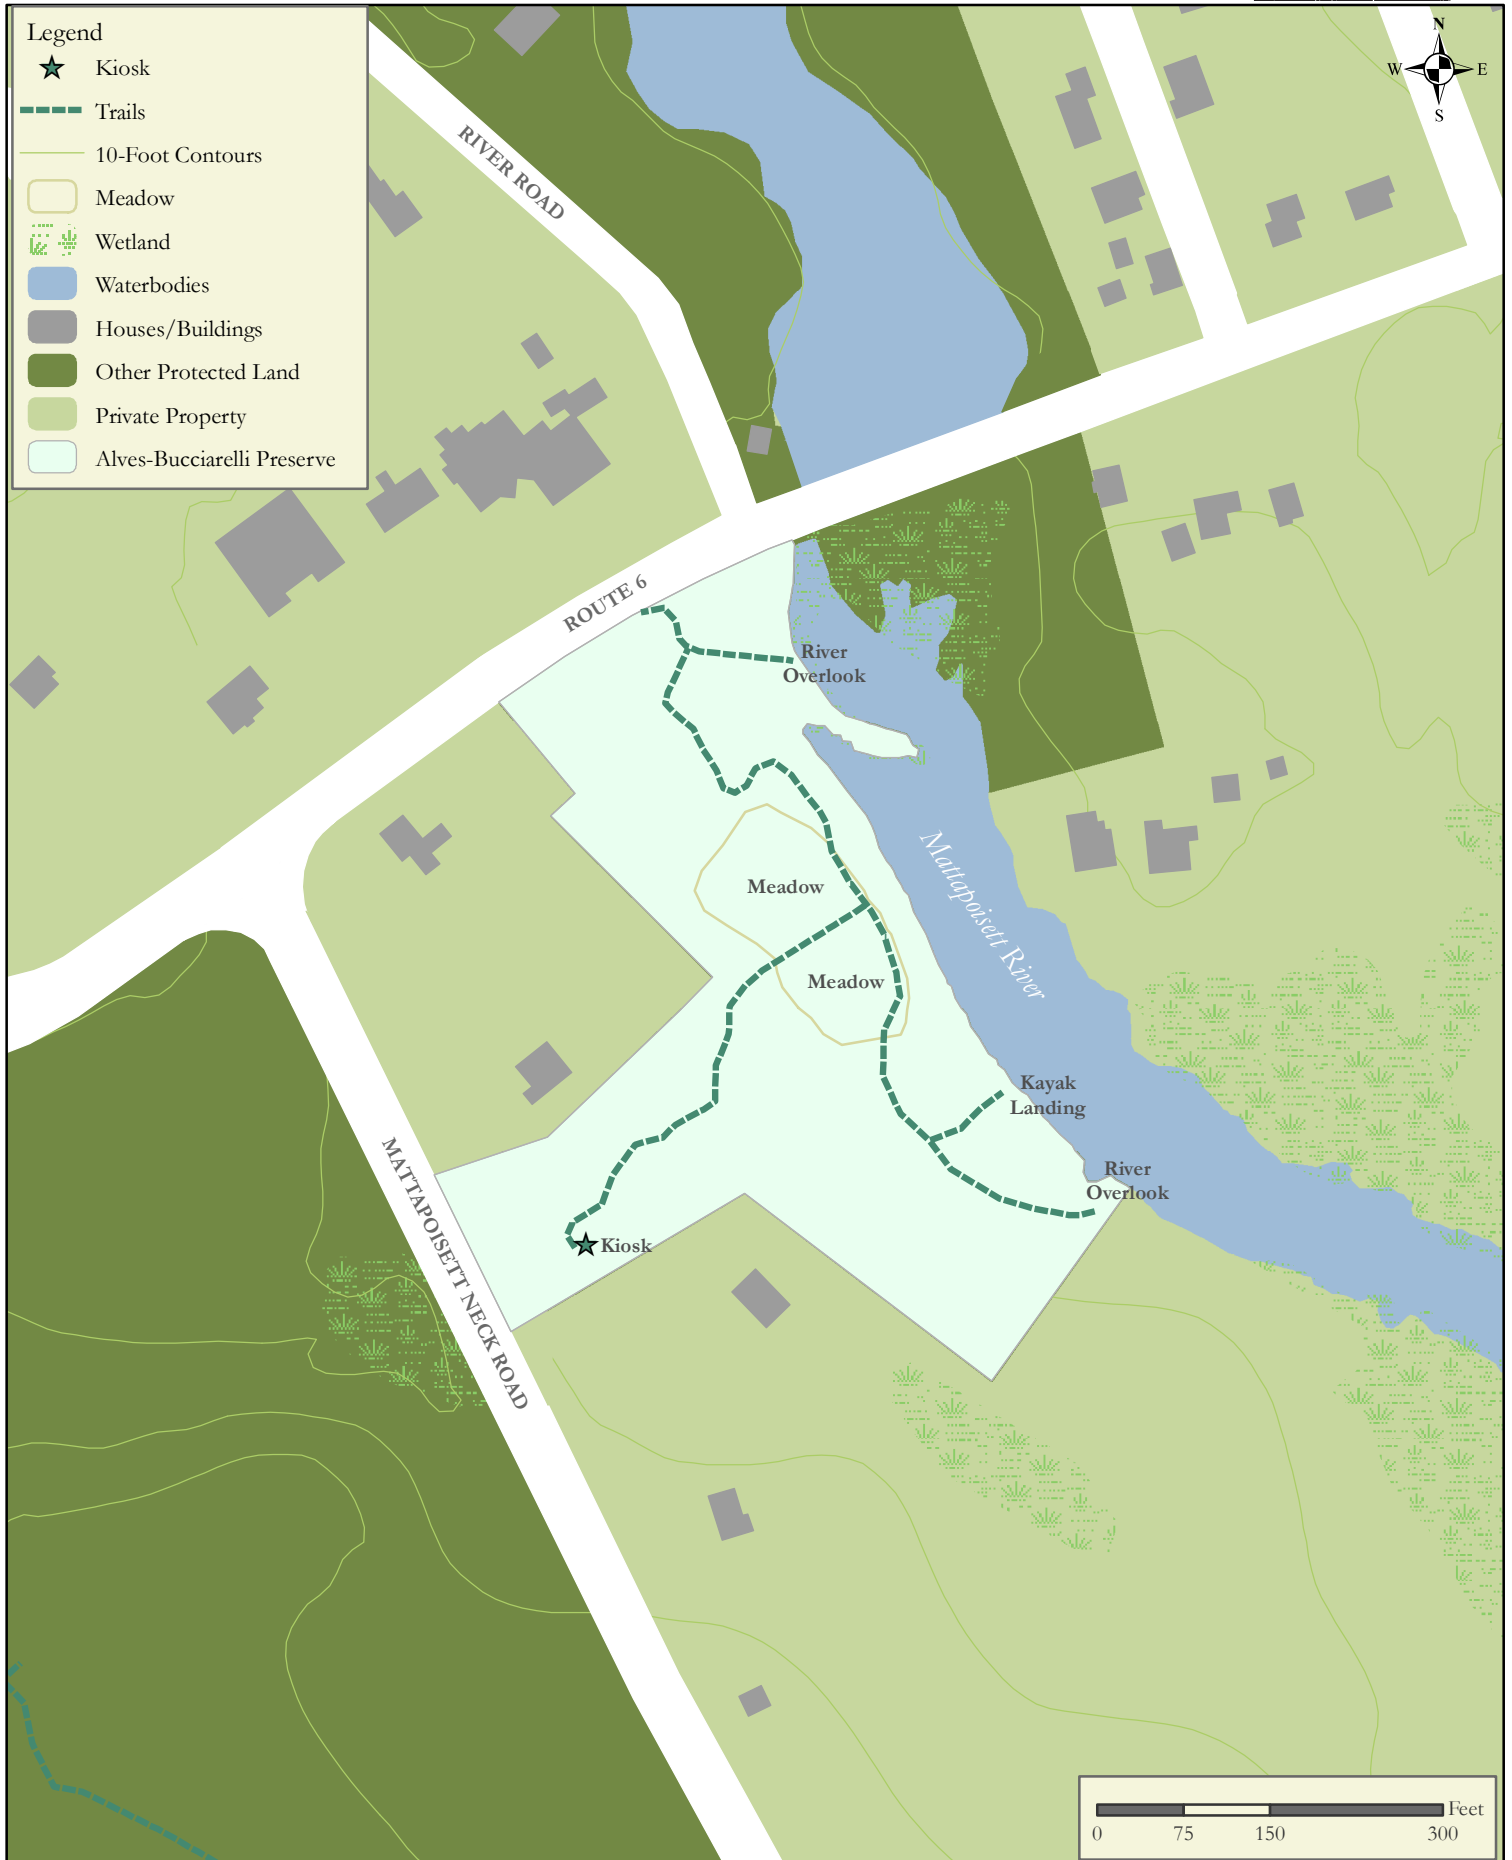 Legend
Kiosk
Trails
10-Foot Contours
Meadow
Wetland
Waterbodies
Houses/Buildings
Other Protected Land
Private Property
Alves-Bucciarelli Preserve
N
W E
S
RIVER ROAD
ROUTE 6
River
Overlook
Meadow
Meadow
Mattapoisett River
Kayak
Landing
River
Overlook
Kiosk
MATTAPOISETT NECK ROAD
Feet
0 75 150 300